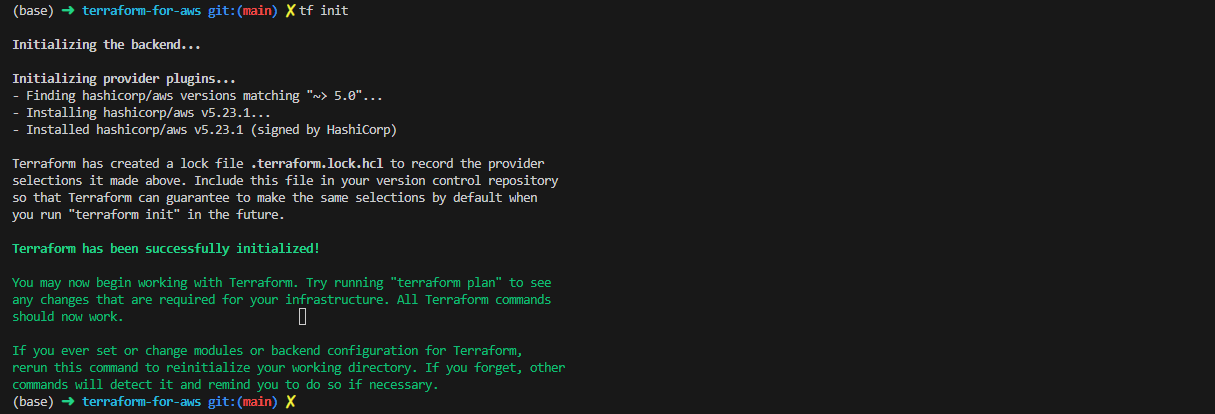 (base) ➜ terraform-for-aws git:(main) ✗ tf init
Initializing the backend...
Initializing provider plugins...
- Finding hashicorp/aws versions matching "~> 5.0"...
- Installing hashicorp/aws v5.23.1...
- Installed hashicorp/aws v5.23.1 (signed by HashiCorp)
Terraform has created a lock file .terraform.lock.hcl to record the provider
selections it made above. Include this file in your version control repository
so that Terraform can guarantee to make the same selections by default when
you run "terraform init" in the future.
Terraform has been successfully initialized!
You may now begin working with Terraform. Try running "terraform plan" to see
any changes that are required for your infrastructure. All Terraform commands
should now work.
If you ever set or change modules or backend configuration for Terraform,
rerun this command to reinitialize your working directory. If you forget, other
commands will detect it and remind you to do so if necessary.
(base) ➜ terraform-for-aws git:(main) ✗